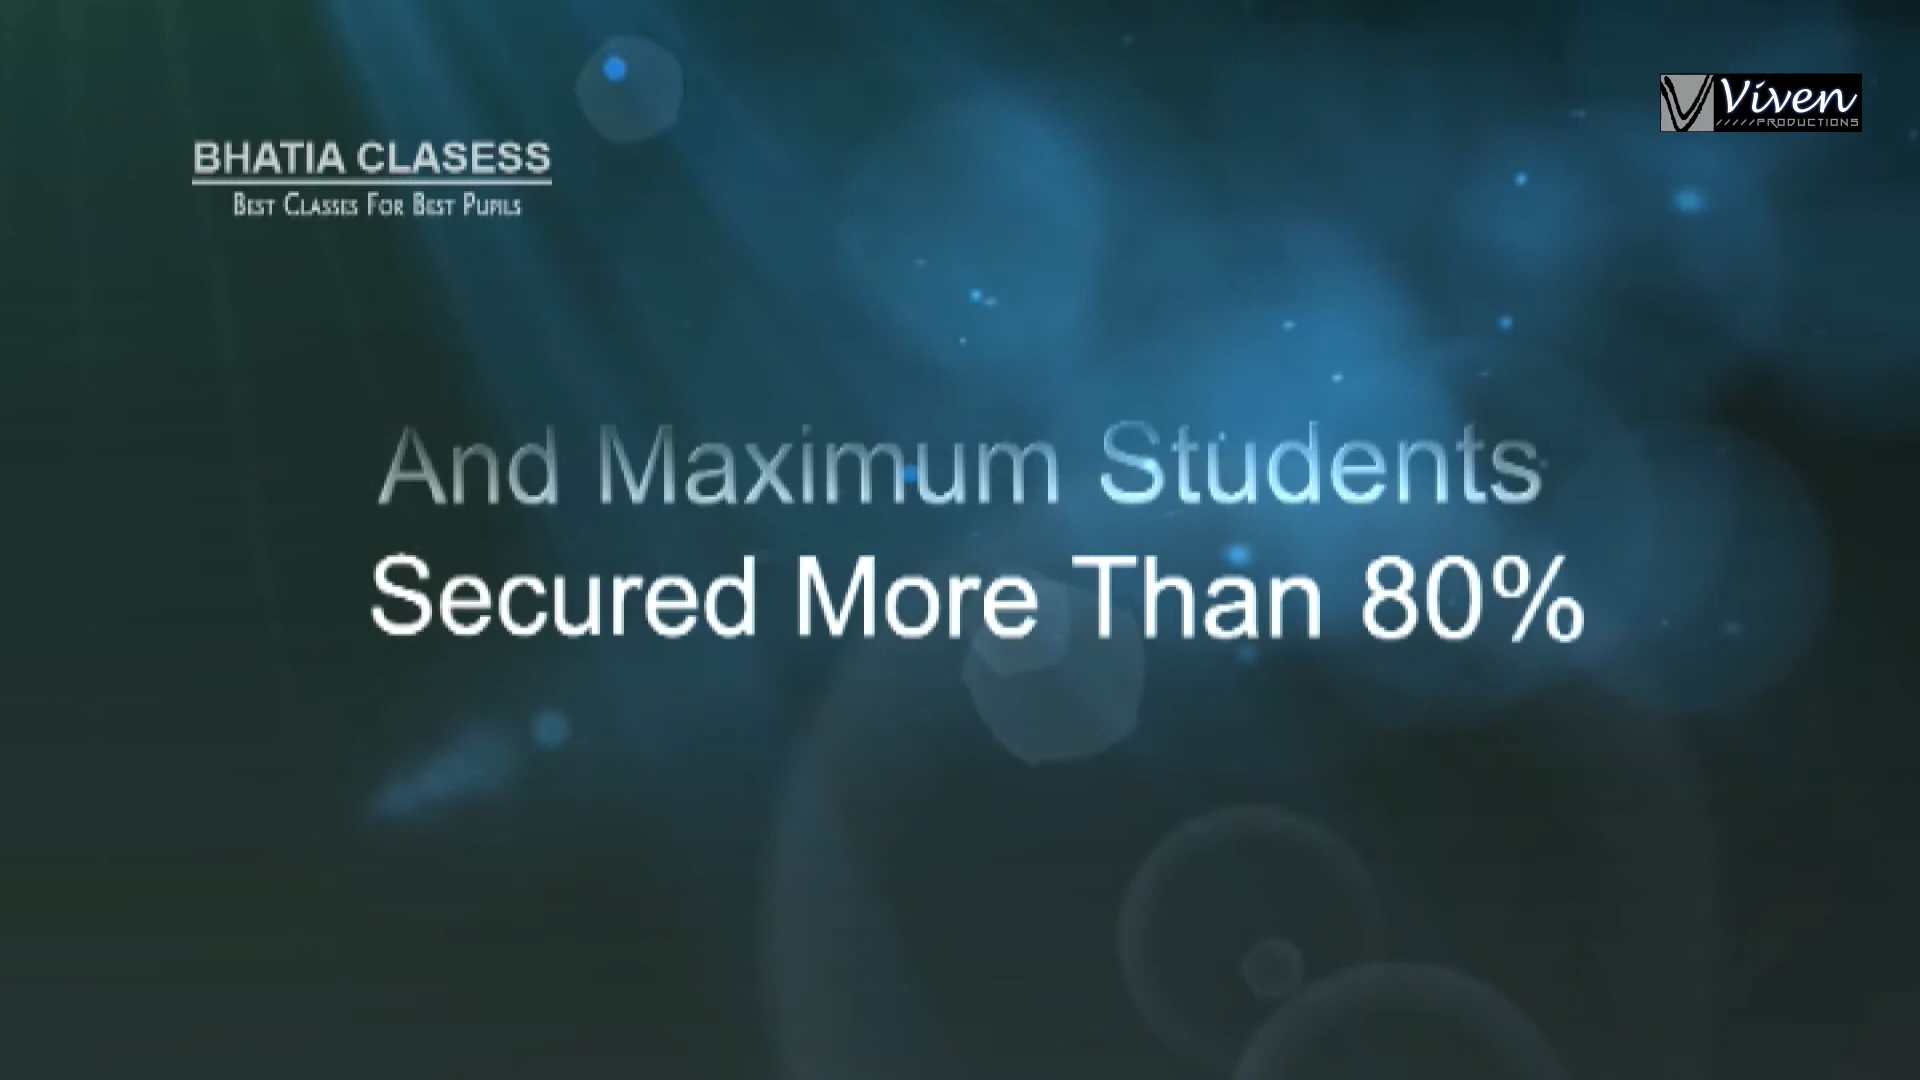 BHATIA CLASESS
BEST CLASSES FOR BEST PUPILS
Viven
/////PRODUCTIONS
And Maximum Students
Secured More Than 80%